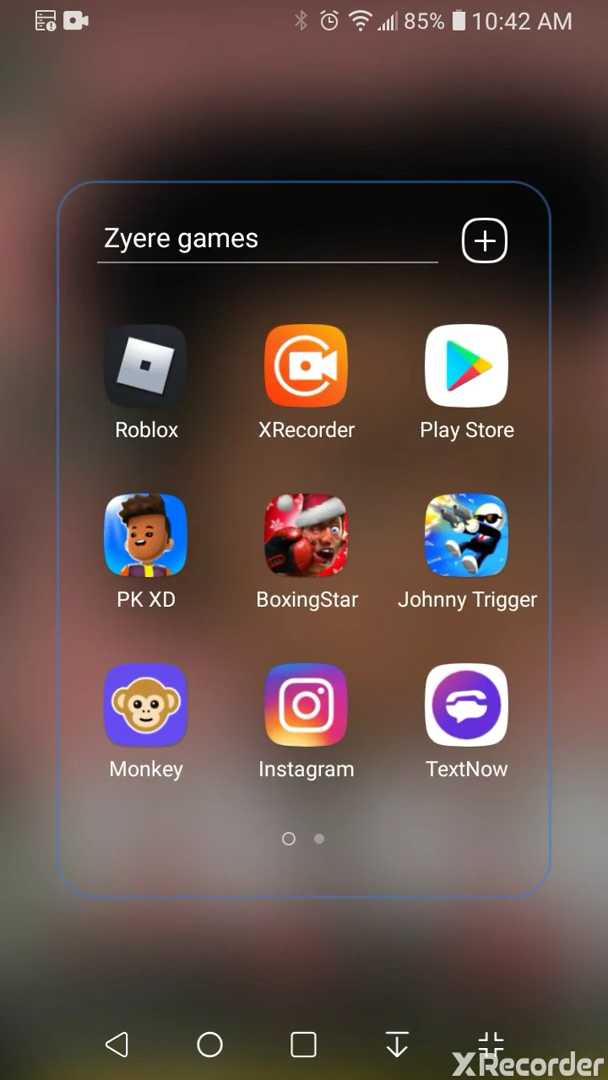 85% 10:42 AM
Zyere games
Roblox XRecorder Play Store
PK XD BoxingStar Johnny Trigger
Monkey Instagram TextNow
XRecorder